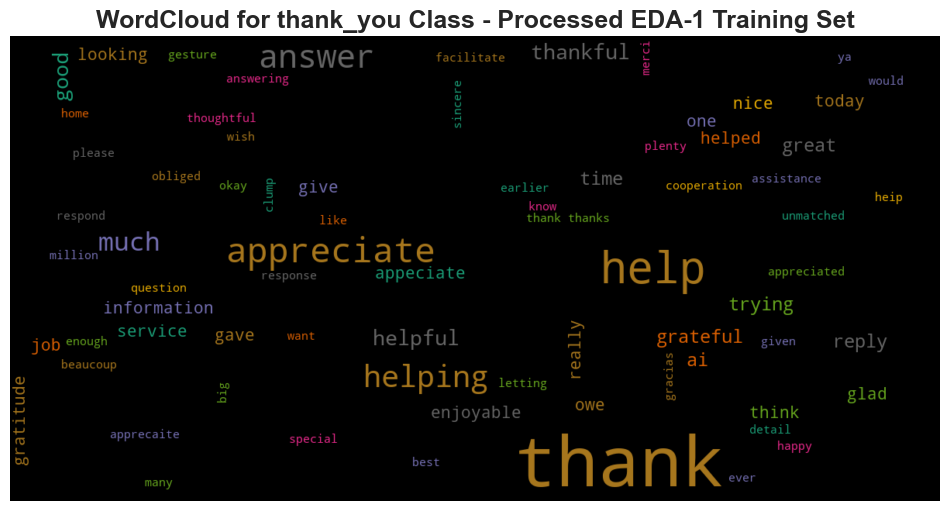 WordCloud for thank_you Class - Processed EDA-1 Training Set
good
looking
gesture
answer
facilitate
thankful
merci
ya
answering
sincere
would
home
thoughtful
nice
today
wish
one
helped
please
plenty
great
obliged
okay
clump
give
earlier
time
cooperation
assistance
heip
respond
like
know
thank thanks
unmatched
much
million
appreciate
response
appeciate
help
appreciated
question
information
trying
service
gave
want
helpful
really
grateful
given
reply
job
enough
ai
beaucoup
big
helping
letting
gracias
glad
gratitude
enjoyable
owe
think
detail
apprecaite
special
happy
best
thank
ever
many